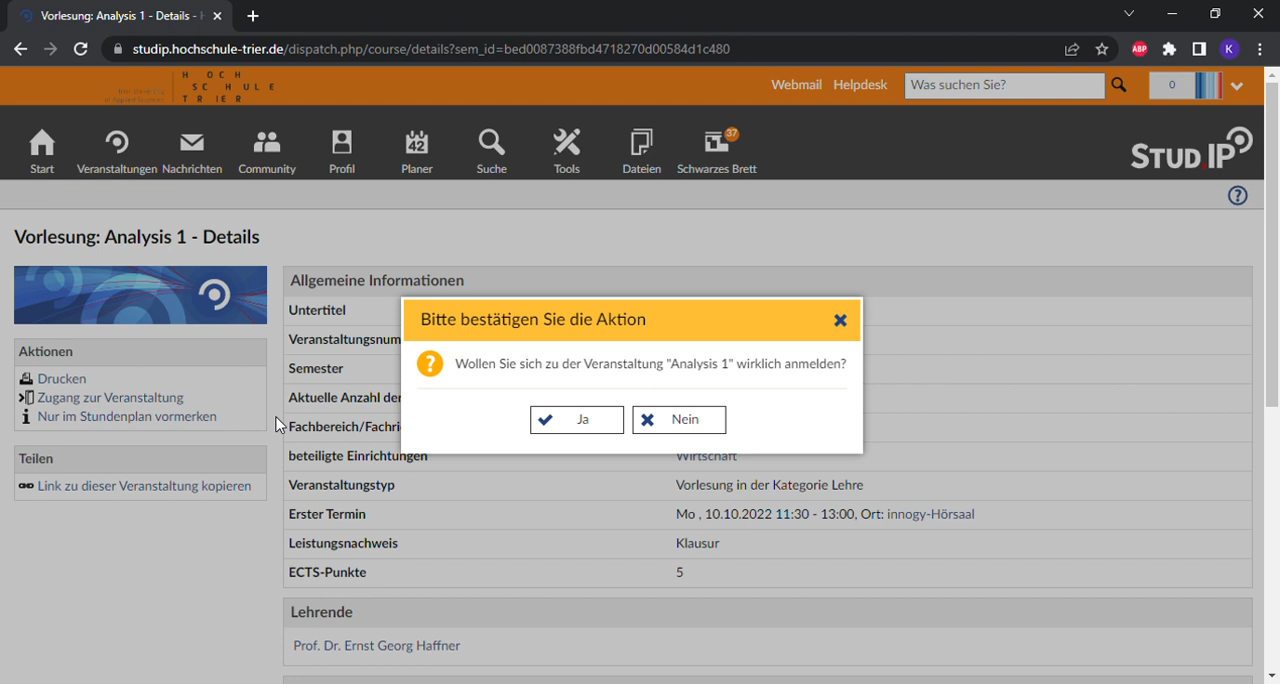 Vorlesung: Analysis 1 - Details -
studip.hochschule-trier.de/dispatch.php/course/details?sem_id=bed0087388fbd4718270d00584d1c480
ABP
K
H O C H
S C H U L E
T R I E R
Webmail Helpdesk Was suchen Sie? 0
Start Veranstaltungen Nachrichten Community Profil 42 Planer Suche Tools Dateien 37 Schwarzes Brett
STUD.IP
?
Vorlesung: Analysis 1 - Details
Aktionen
Drucken
Zugang zur Veranstaltung
Nur im Stundenplan vormerken
Teilen
Link zu dieser Veranstaltung kopieren
Allgemeine Informationen
Untertitel
Veranstaltungsnum
Semester
Aktuelle Anzahl der
Fachbereich/Fachri
beteiligte Einrichtungen Wirtschaft
Veranstaltungstyp Vorlesung in der Kategorie Lehre
Erster Termin Mo , 10.10.2022 11:30 - 13:00, Ort: innogy-Hörsaal
Leistungsnachweis Klausur
ECTS-Punkte 5
Lehrende
Prof. Dr. Ernst Georg Haffner
Bitte bestätigen Sie die Aktion
? Wollen Sie sich zu der Veranstaltung "Analysis 1" wirklich anmelden?
Ja Nein